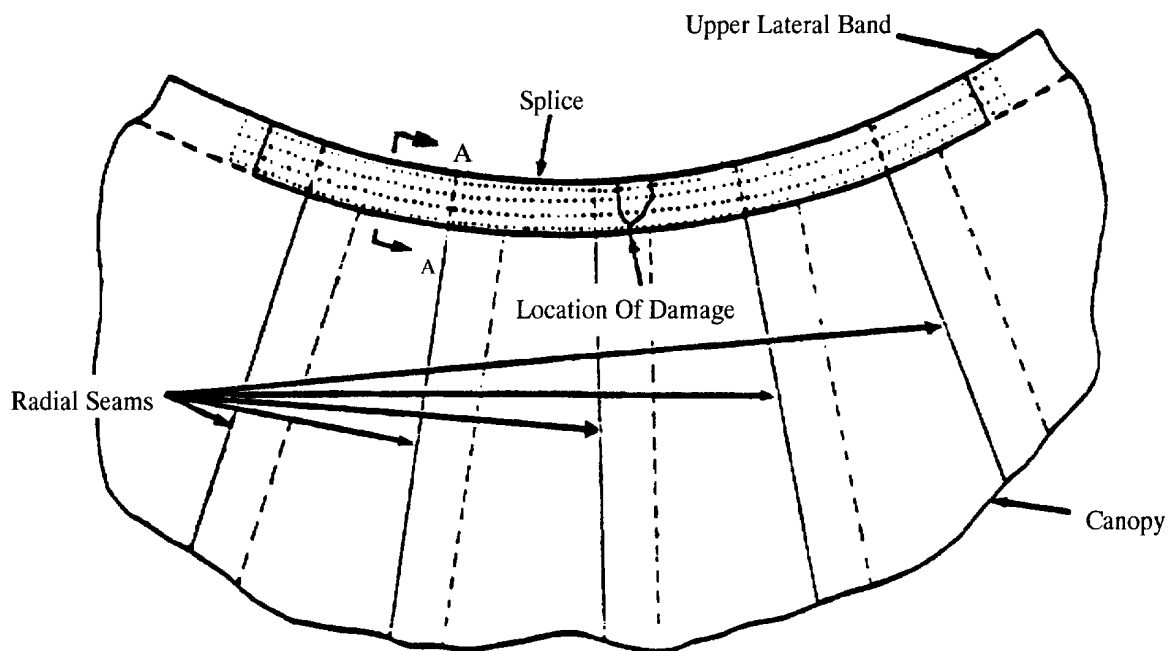 Upper Lateral Band
Splice
A
A
Location Of Damage
Radial Seams
Canopy